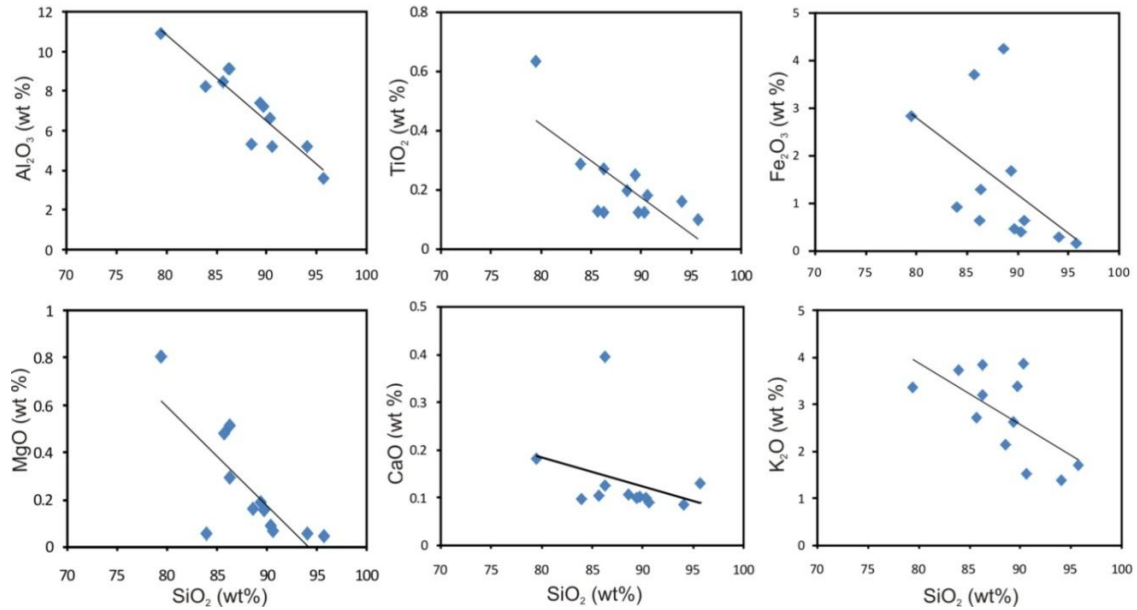 12
10
8
6
4
2
0
Al₂O₃ (wt %)
70 75 80 85 90 95 100
0.8
0.6
0.4
0.2
0
TiO₂ (wt %)
70 75 80 85 90 95 100
5
4
3
2
1
0
Fe₂O₃ (wt %)
70 75 80 85 90 95 100
1
0.8
0.6
0.4
0.2
0
MgO (wt %)
70 75 80 85 90 95 100
SiO₂ (wt%)
0.5
0.4
0.3
0.2
0.1
0
CaO (wt %)
70 75 80 85 90 95 100
SiO₂ (wt%)
5
4
3
2
1
0
K₂O (wt %)
70 75 80 85 90 95 100
SiO₂ (wt%)